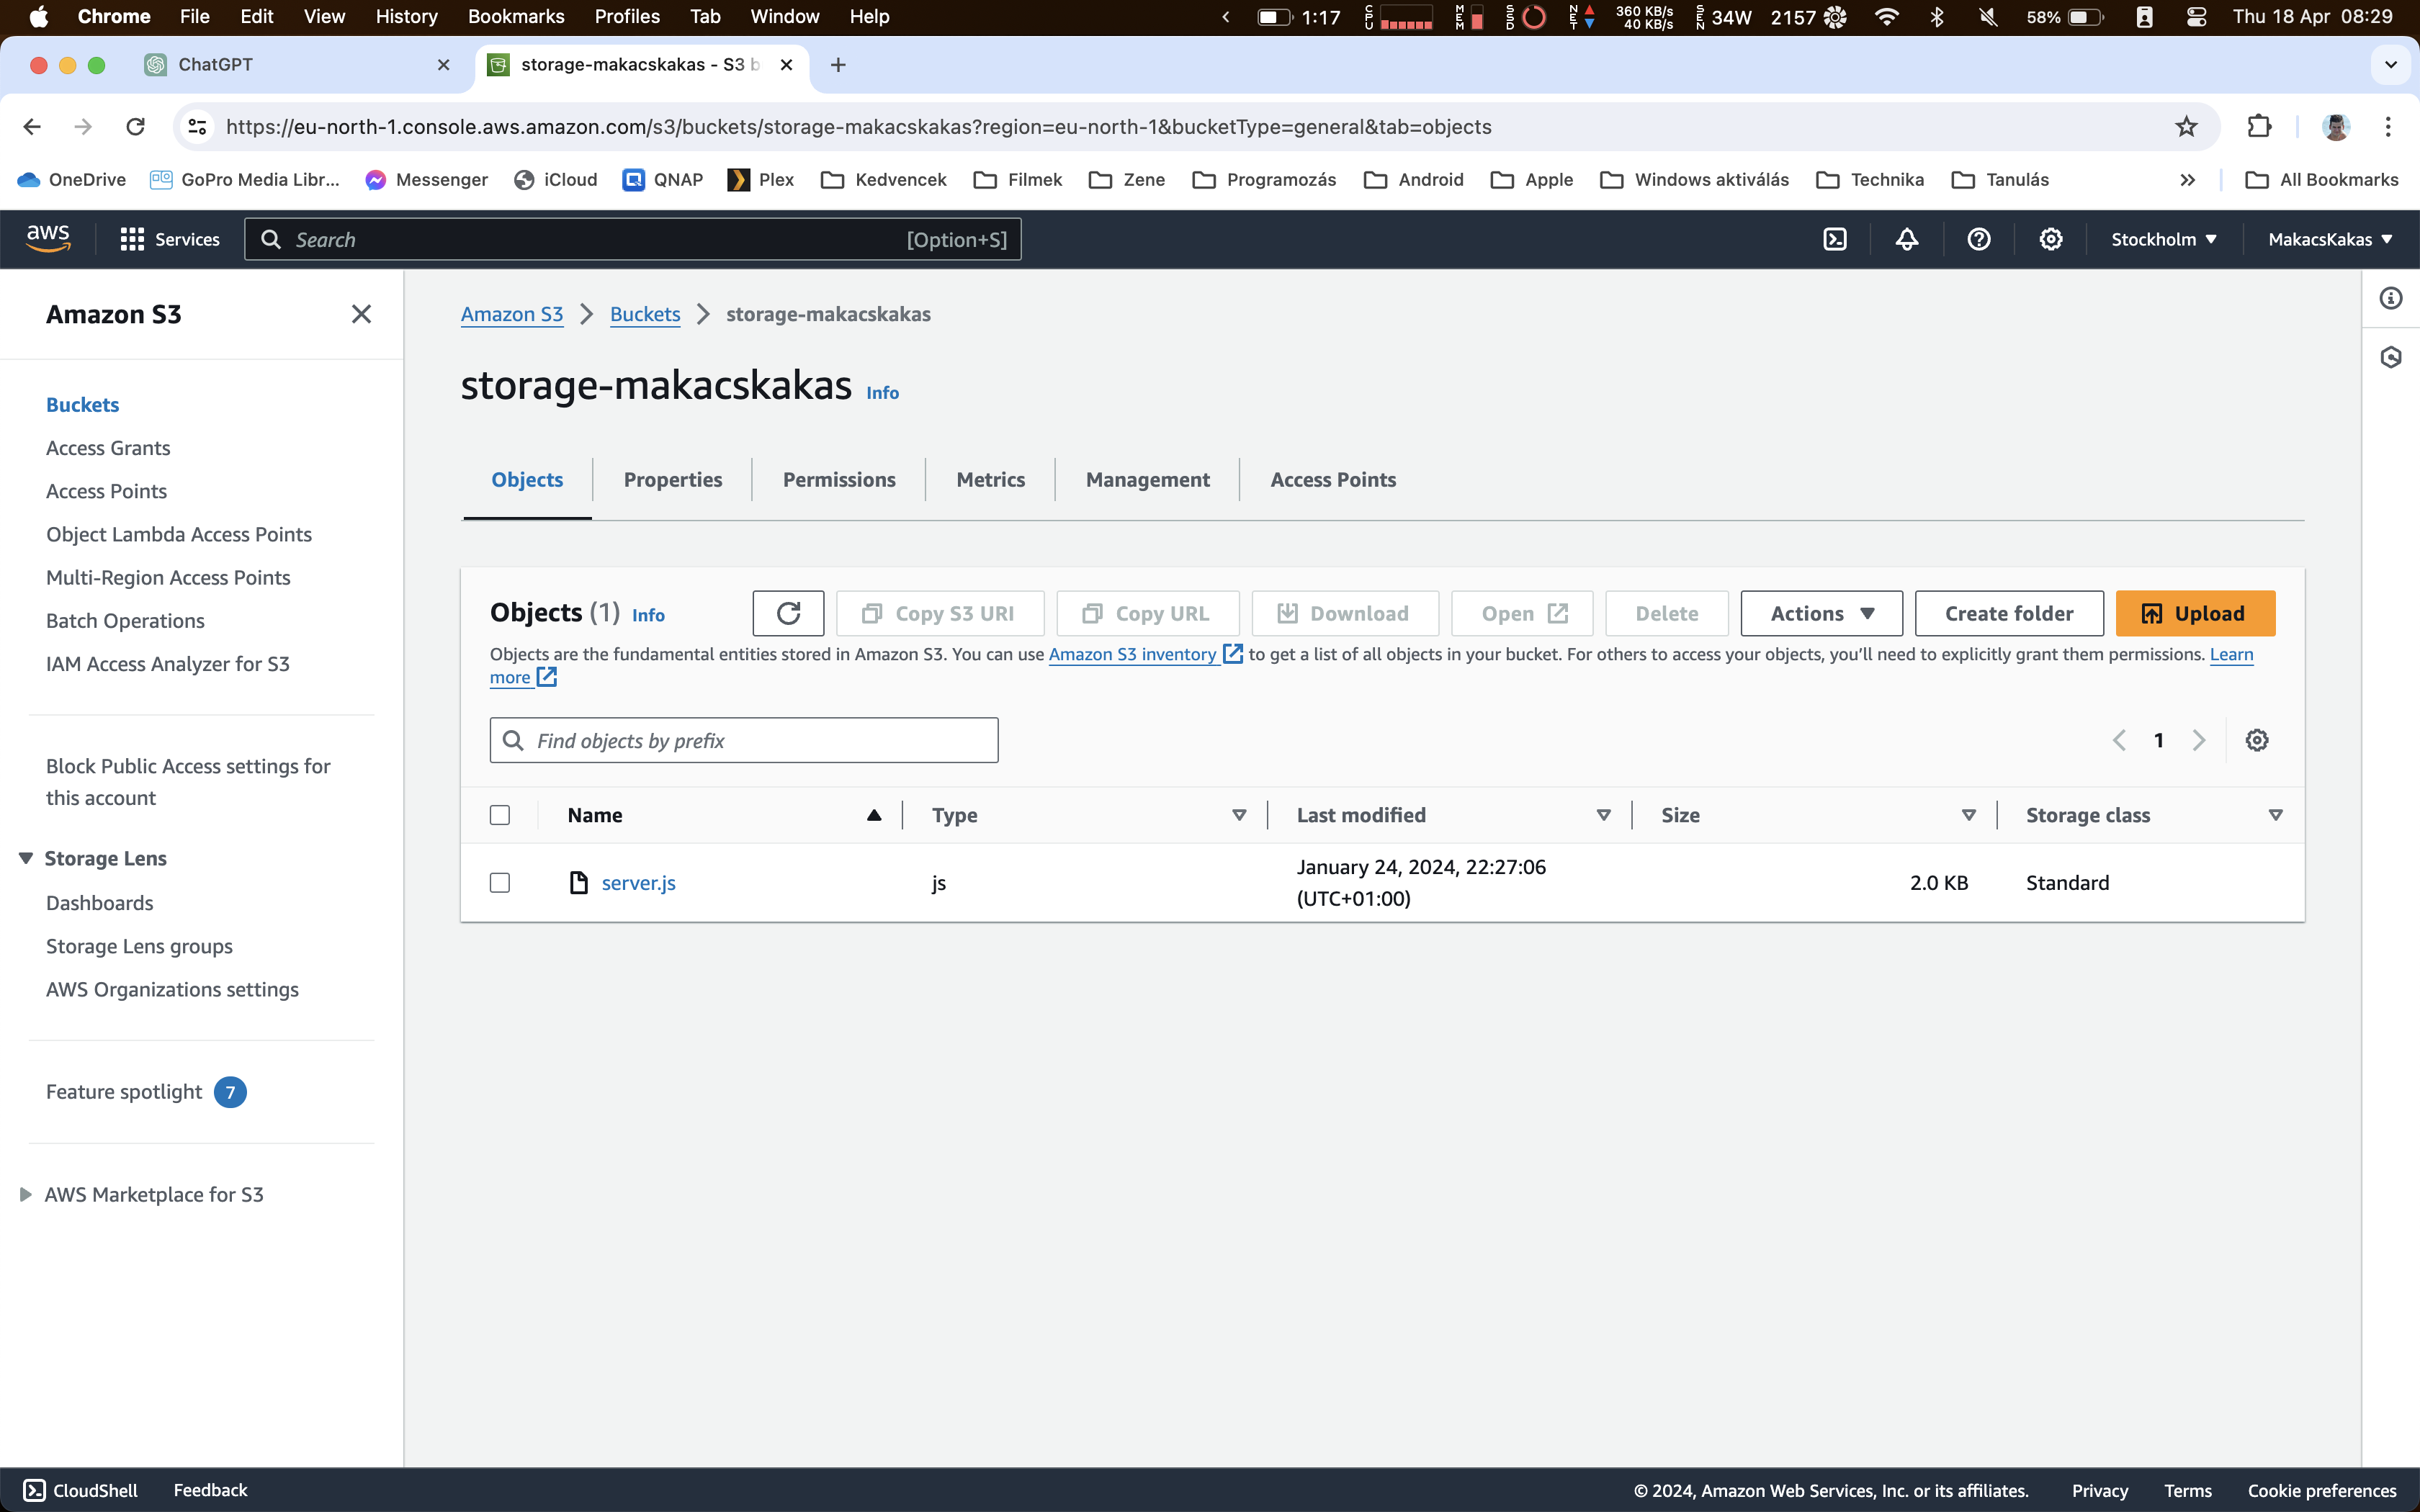 Chrome File Edit View History Bookmarks Profiles Tab Window Help 1:17 CPU MEM SSD NET 360 KB/s 40 KB/s SEN 34W 2157 58% Thu 18 Apr 08:29
ChatGPT
storage-makacskakas - S3 b
https://eu-north-1.console.aws.amazon.com/s3/buckets/storage-makacskakas?region=eu-north-1&bucketType=general&tab=objects
OneDrive GoPro Media Libr... Messenger iCloud QNAP Plex Kedvencek Filmek Zene Programozás Android Apple Windows aktiválás Technika Tanulás All Bookmarks
aws Services Search [Option+S] Stockholm MakacsKakas
Amazon S3
Buckets
Access Grants
Access Points
Object Lambda Access Points
Multi-Region Access Points
Batch Operations
IAM Access Analyzer for S3
Block Public Access settings for
this account
Storage Lens
Dashboards
Storage Lens groups
AWS Organizations settings
Feature spotlight 7
AWS Marketplace for S3
Amazon S3 Buckets storage-makacskakas
storage-makacskakas Info
Objects Properties Permissions Metrics Management Access Points
Objects (1) Info Copy S3 URI Copy URL Download Open Delete Actions Create folder Upload
Objects are the fundamental entities stored in Amazon S3. You can use Amazon S3 inventory to get a list of all objects in your bucket. For others to access your objects, you'll need to explicitly grant them permissions. Learn
more
Find objects by prefix
1
Name Type Last modified Size Storage class
server.js js January 24, 2024, 22:27:06 2.0 KB Standard
(UTC+01:00)
CloudShell Feedback © 2024, Amazon Web Services, Inc. or its affiliates. Privacy Terms Cookie preferences